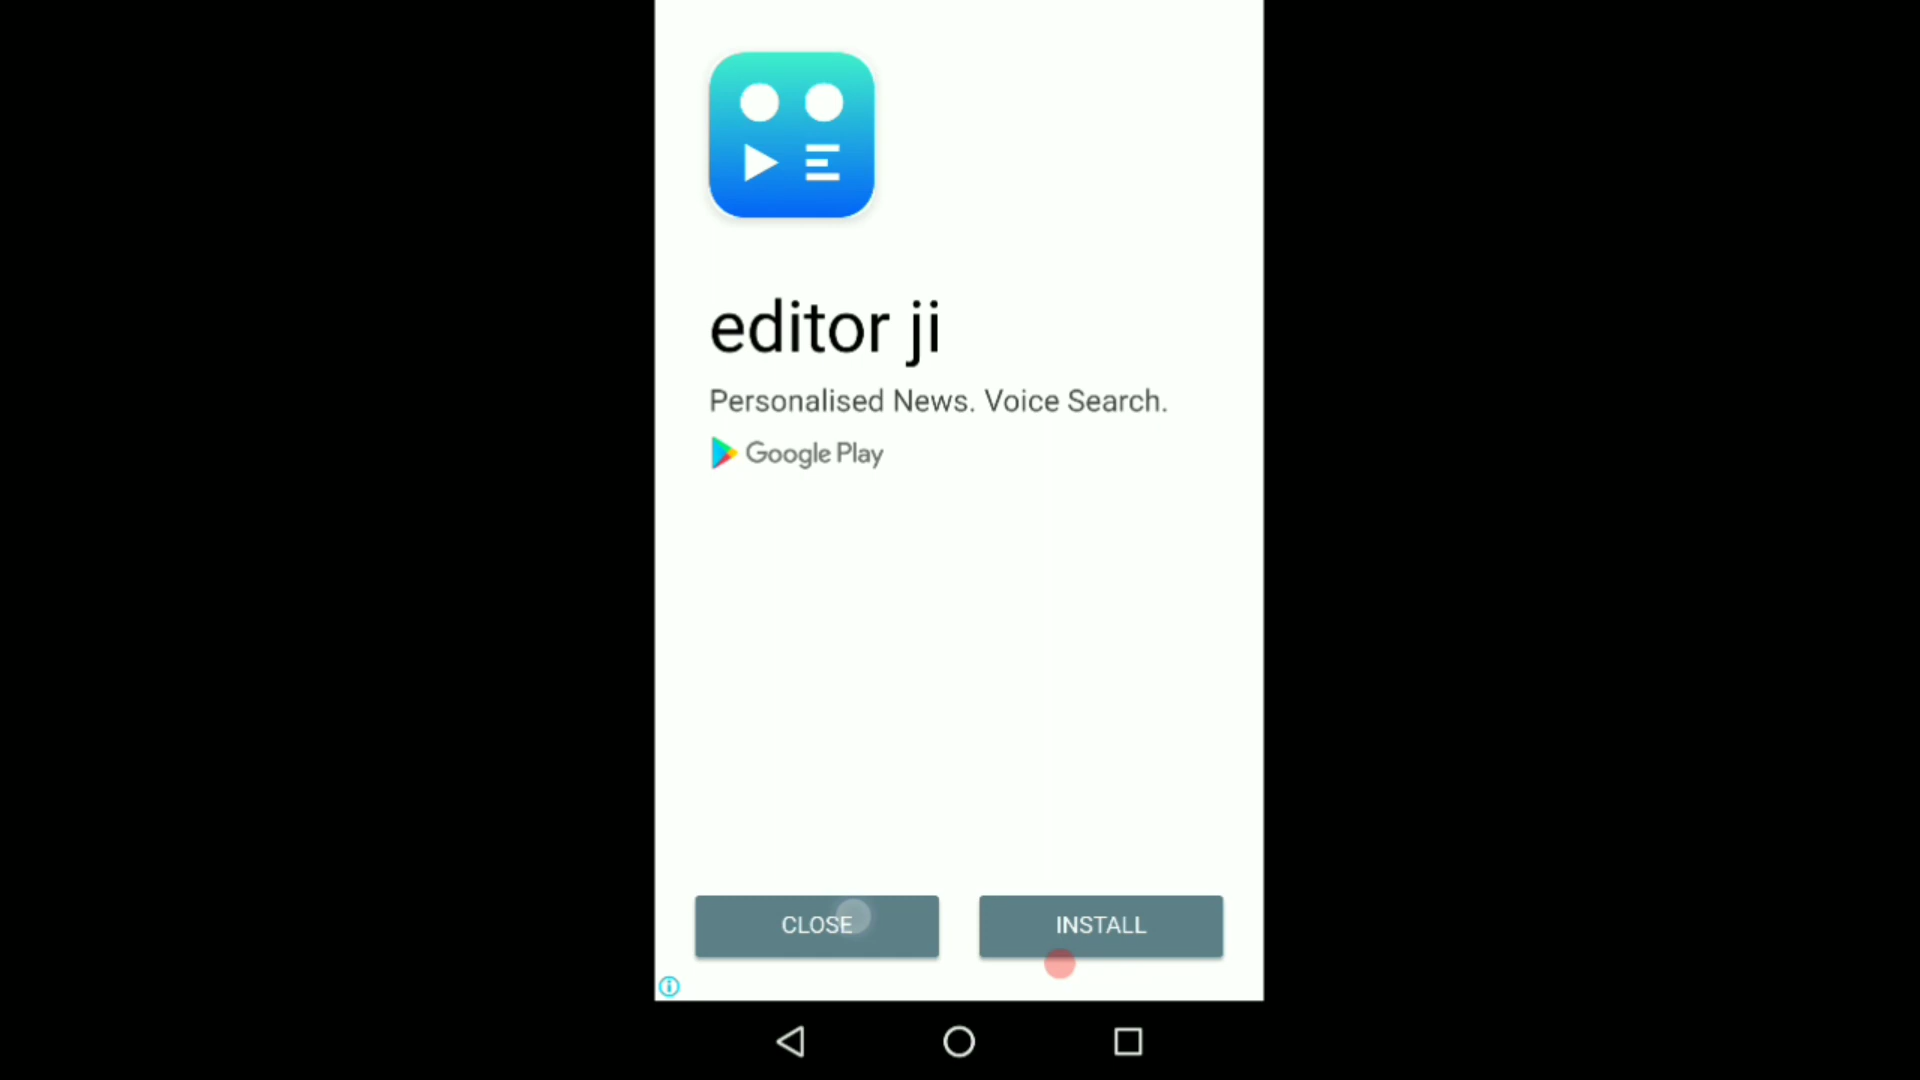 editor ji
Personalised News. Voice Search.
Google Play
CLOSE
INSTALL